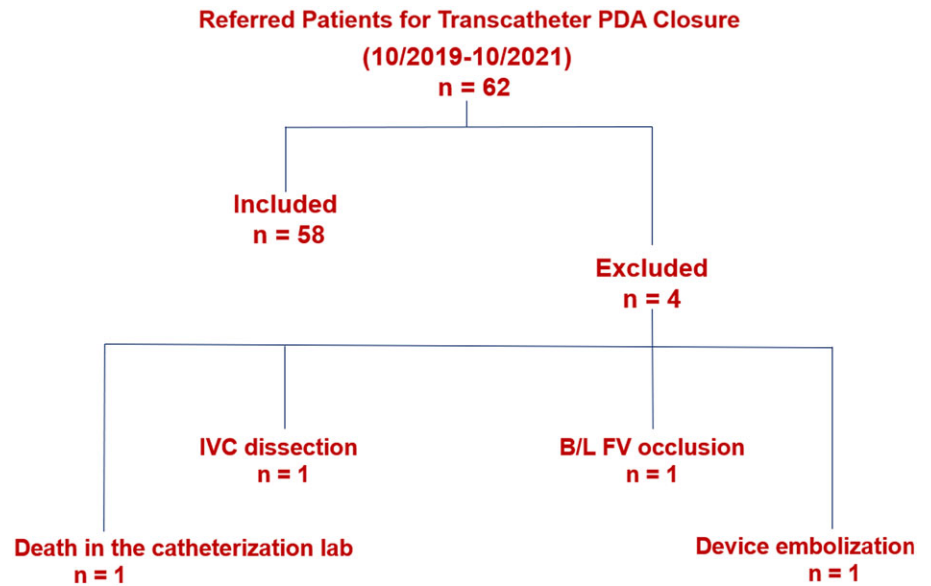 Referred Patients for Transcatheter PDA Closure
(10/2019-10/2021)
n = 62
Included
n = 58
Excluded
n = 4
IVC dissection
n = 1
B/L FV occlusion
n = 1
Death in the catheterization lab
n = 1
Device embolization
n = 1